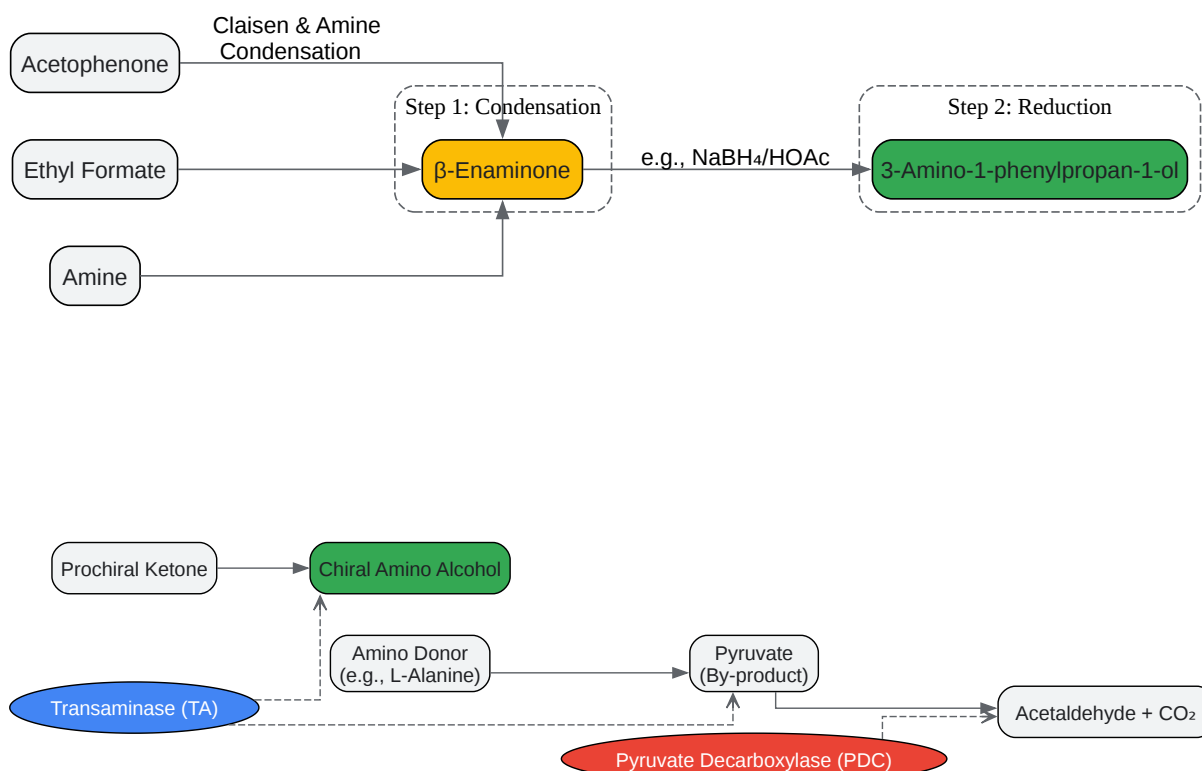 Claisen & Amine
Condensation
Acetophenone
Step 1: Condensation
Step 2: Reduction
Ethyl Formate
β-Enaminone
e.g., NaBH₄/HOAc
3-Amino-1-phenylpropan-1-ol
Amine
Prochiral Ketone
Chiral Amino Alcohol
Amino Donor
(e.g., L-Alanine)
Pyruvate
(By-product)
Transaminase (TA)
Acetaldehyde + CO₂
Pyruvate Decarboxylase (PDC)